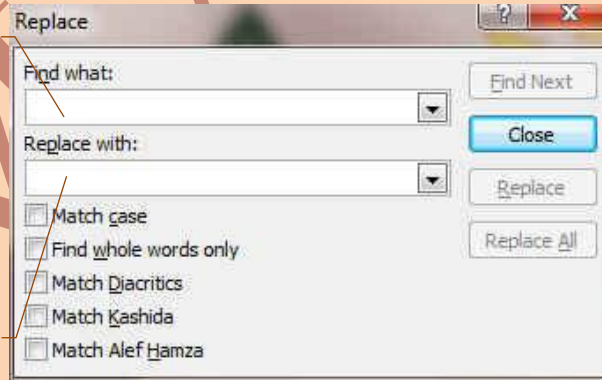 Replace
Find what:
Find Next
Close
Replace with:
Replace
Match case
Replace All
Find whole words only
Match Diacritics
Match Kashida
Match Alef Hamza